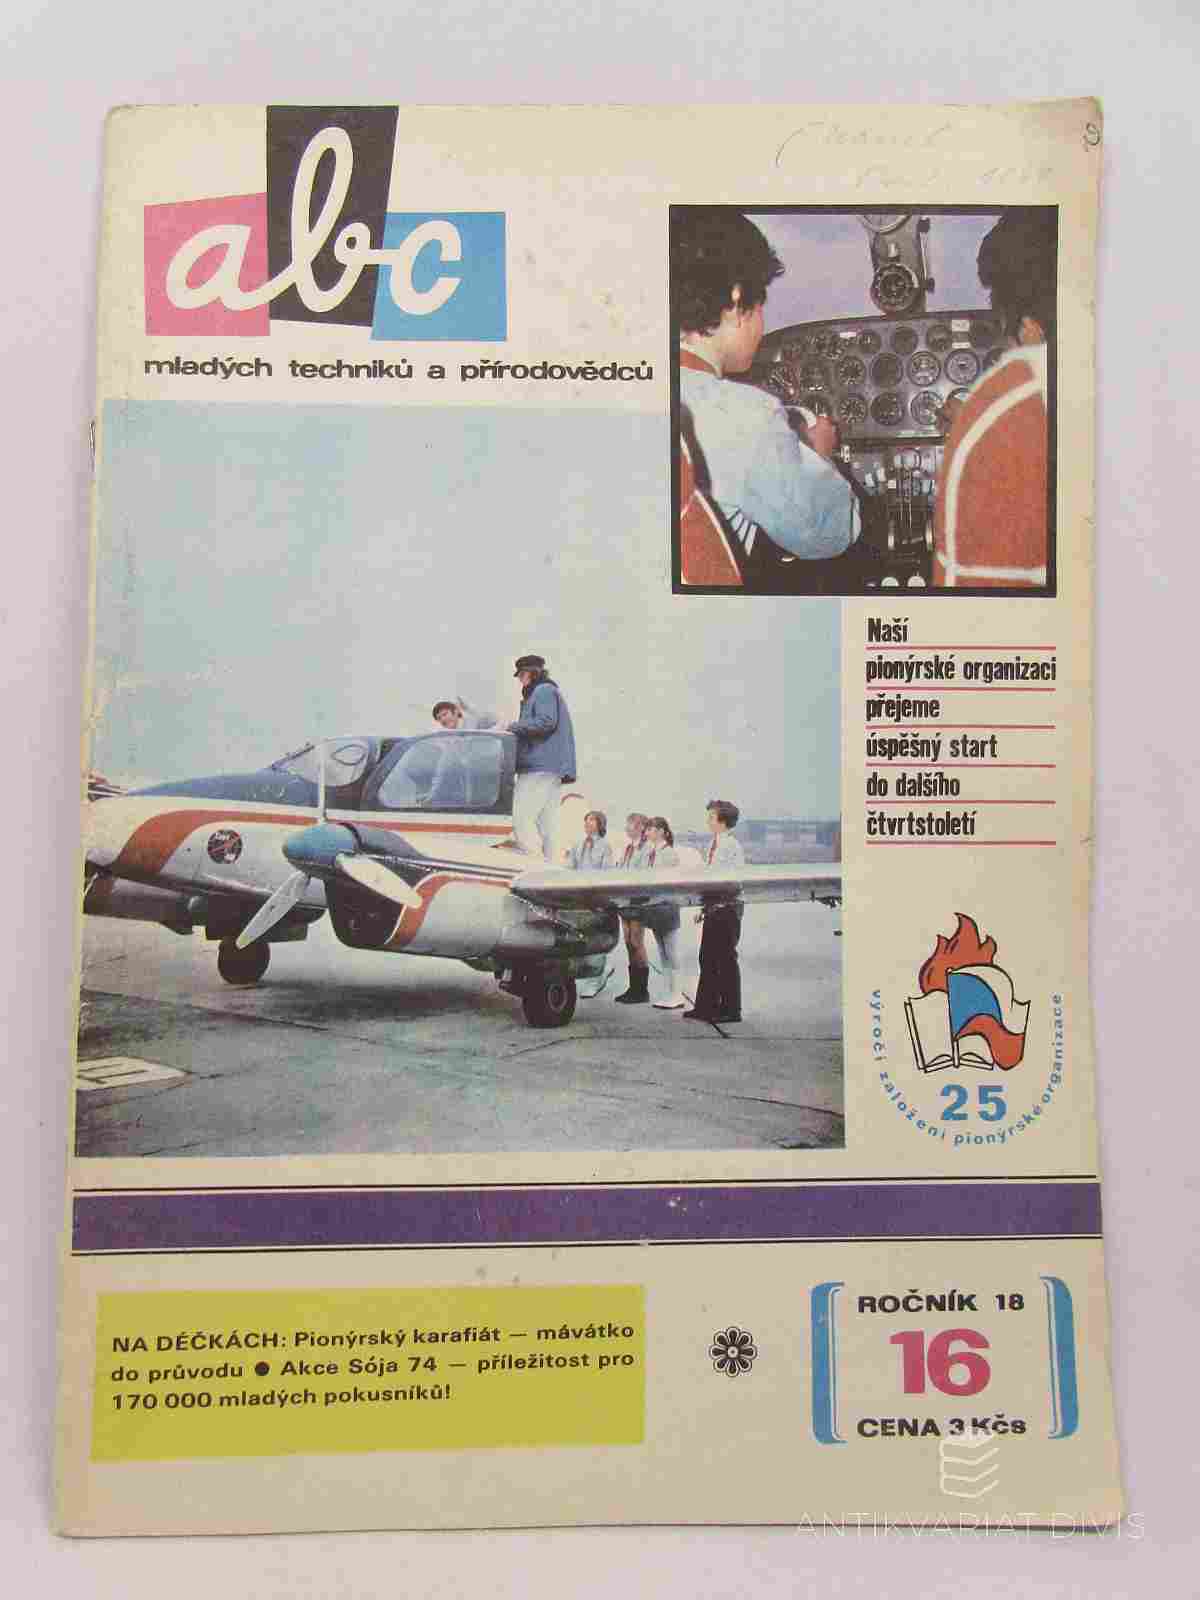 abc
mladých techniků a přírodovědců
Naší
pionýrské organizaci
přejeme
úspěšný start
do dalšího
čtvrtstoletí
25
výročí založení pionýrské organizace
NA DÉČKÁCH: Pionýrský karafiát — mávátko
do průvodu ● Akce Sója 74 — příležitost pro
170 000 mladých pokusníků!
ROČNÍK 18
16
CENA 3 Kčs
ANTIKVARIAT DIVIS